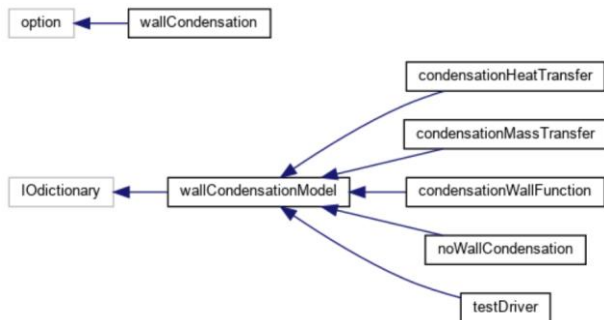 option
wallCondensation
condensationHeatTransfer
condensationMassTransfer
IOdictionary
wallCondensationModel
condensationWallFunction
noWallCondensation
testDriver